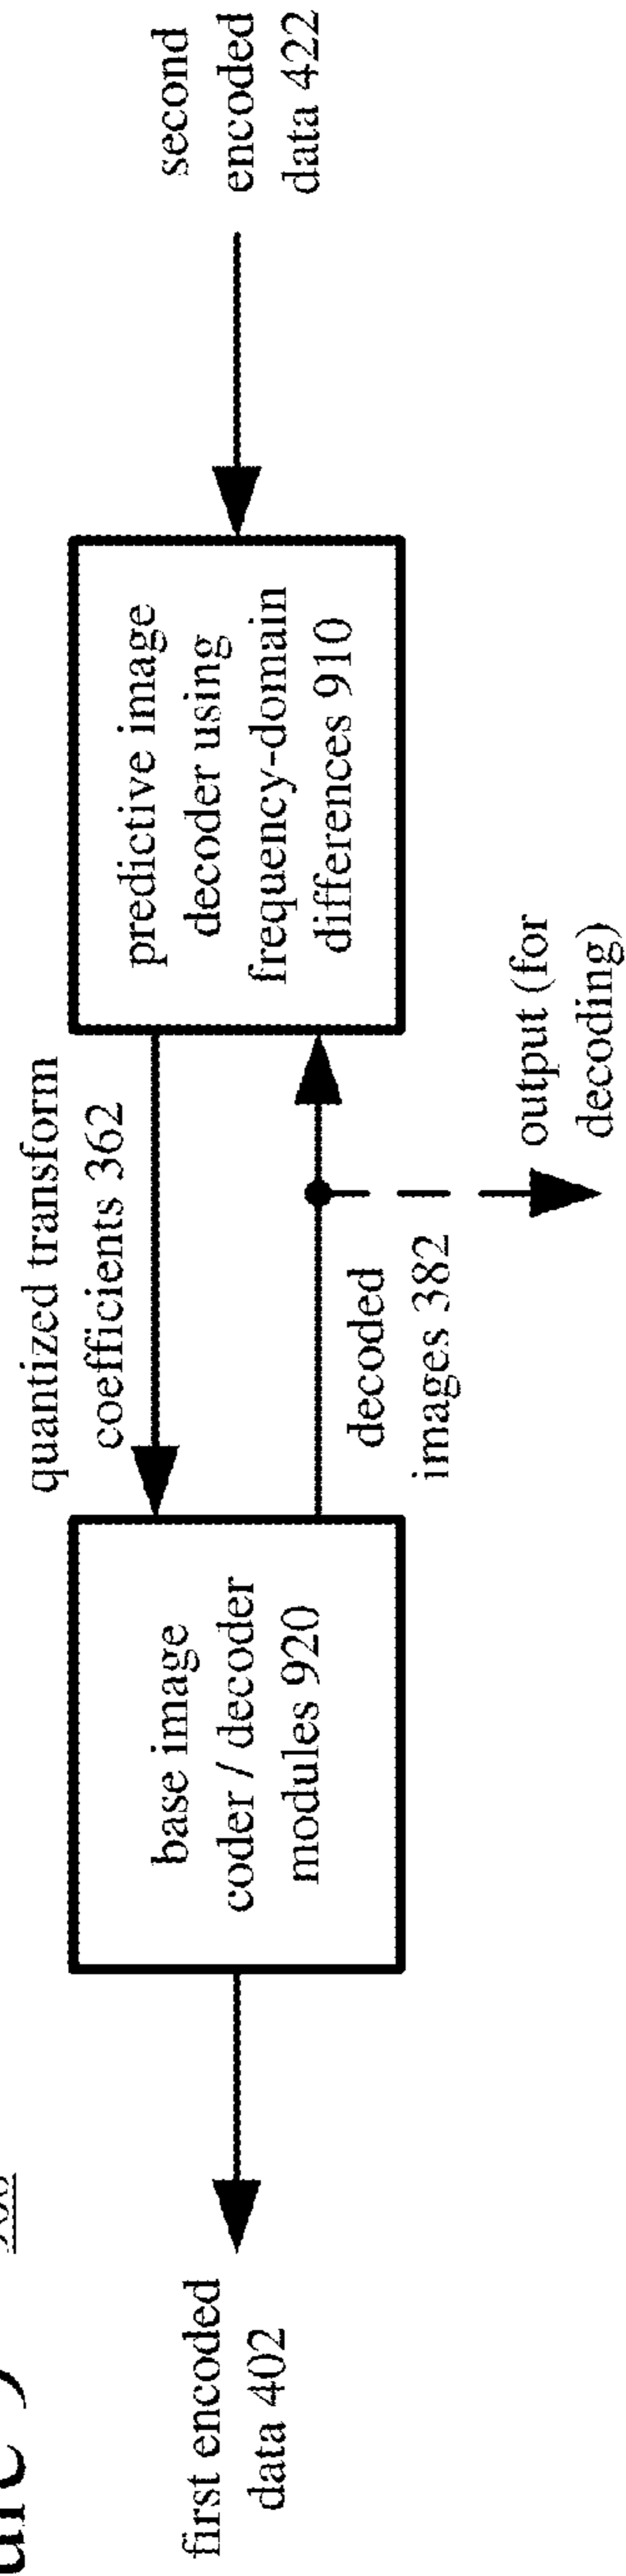 first encoded
data 402
base image
coder / decoder
modules 920
quantized transform
coefficients 362
decoded
images 382
output (for
decoding)
predictive image
decoder using
frequency-domain
differences 910
second
encoded
data 422